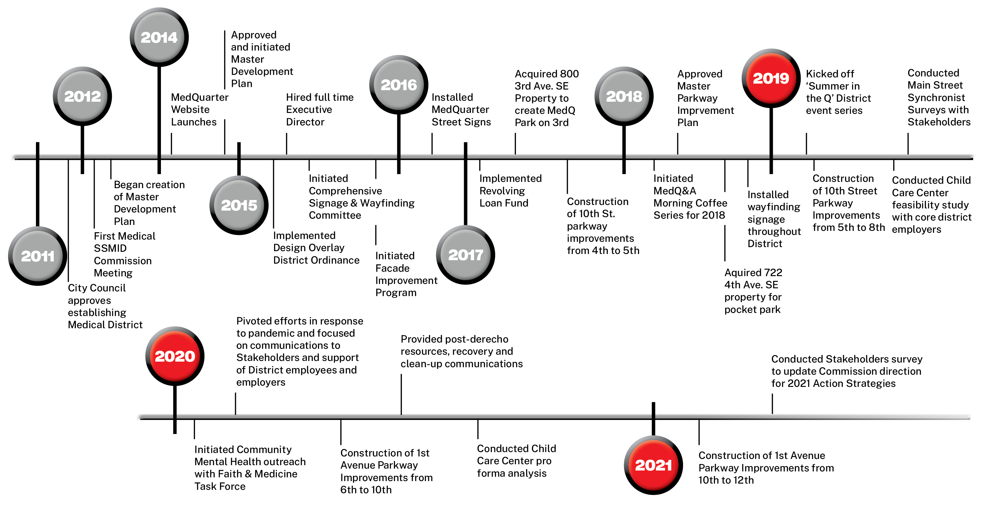 2011
City Council
approves
establishing
Medical District
2012
First Medical
SSMID
Commission
Meeting
Began creation
of Master
Development
Plan
2014
MedQuarter
Website
Launches
Approved
and initiated
Master
Development
Plan
2015
Implemented
Design Overlay
District Ordinance
Hired full time
Executive
Director
Initiated
Comprehensive
Signage & Wayfinding
Committee
Initiated
Facade
Improvement
Program
2016
Installed
MedQuarter
Street Signs
2017
Implemented
Revolving
Loan Fund
Acquired 800
3rd Ave. SE
Property to
create MedQ
Park on 3rd
Construction
of 10th St.
parkway
improvements
from 4th to 5th
2018
Initiated
MedQ&A
Morning Coffee
Series for 2018
Approved
Master
Parkway
Imprvement
Plan
Aquired 722
4th Ave. SE
property for
pocket park
Installed
wayfinding
signage
throughout
District
2019
Kicked off
‘Summer in
the Q’ District
event series
Construction
of 10th Street
Parkway
Improvements
from 5th to 8th
Conducted Child
Care Center
feasibility study
with core district
employers
Conducted
Main Street
Synchronist
Surveys with
Stakeholders
2020
Initiated Community
Mental Health outreach
with Faith & Medicine
Task Force
Pivoted efforts in response
to pandemic and focused
on communications to
Stakeholders and support
of District employees and
employers
Construction of 1st
Avenue Parkway
Improvements from
6th to 10th
Provided post-derecho
resources, recovery and
clean-up communications
Conducted Child
Care Center pro
forma analysis
2021
Construction of 1st Avenue
Parkway Improvements from
10th to 12th
Conducted Stakeholders survey
to update Commission direction
for 2021 Action Strategies